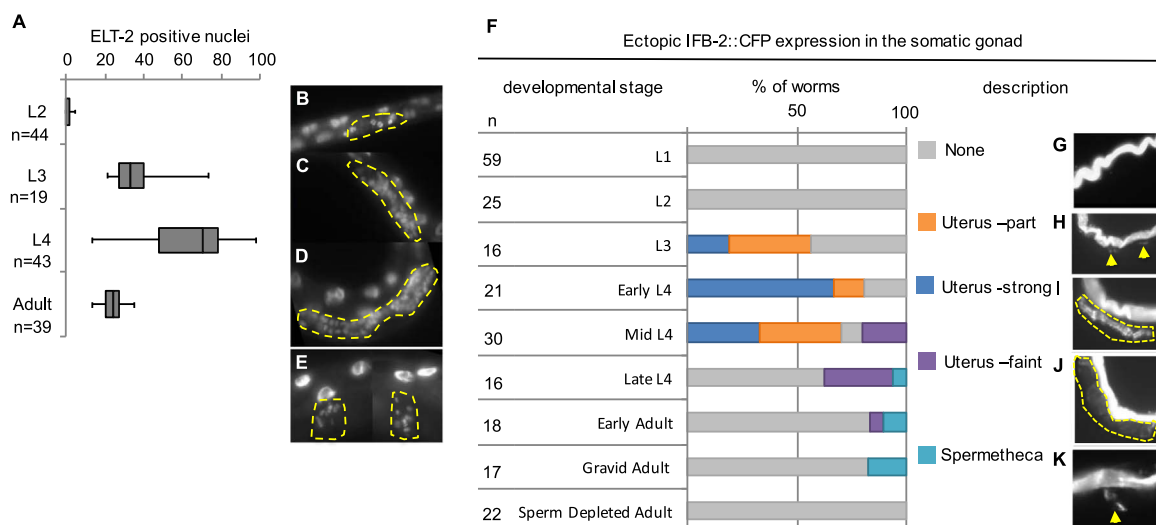 A
ELT-2 positive nuclei
0 20 40 60 80 100
L2
n=44
L3
n=19
L4
n=43
Adult
n=39
B
C
D
E
F
Ectopic IFB-2::CFP expression in the somatic gonad
developmental stage % of worms description
n 50 100
59 L1
25 L2
16 L3
21 Early L4
30 Mid L4
16 Late L4
18 Early Adult
17 Gravid Adult
22 Sperm Depleted Adult
None
Uterus –part
Uterus -strong
Uterus –faint
Spermetheca
G
H
I
J
K